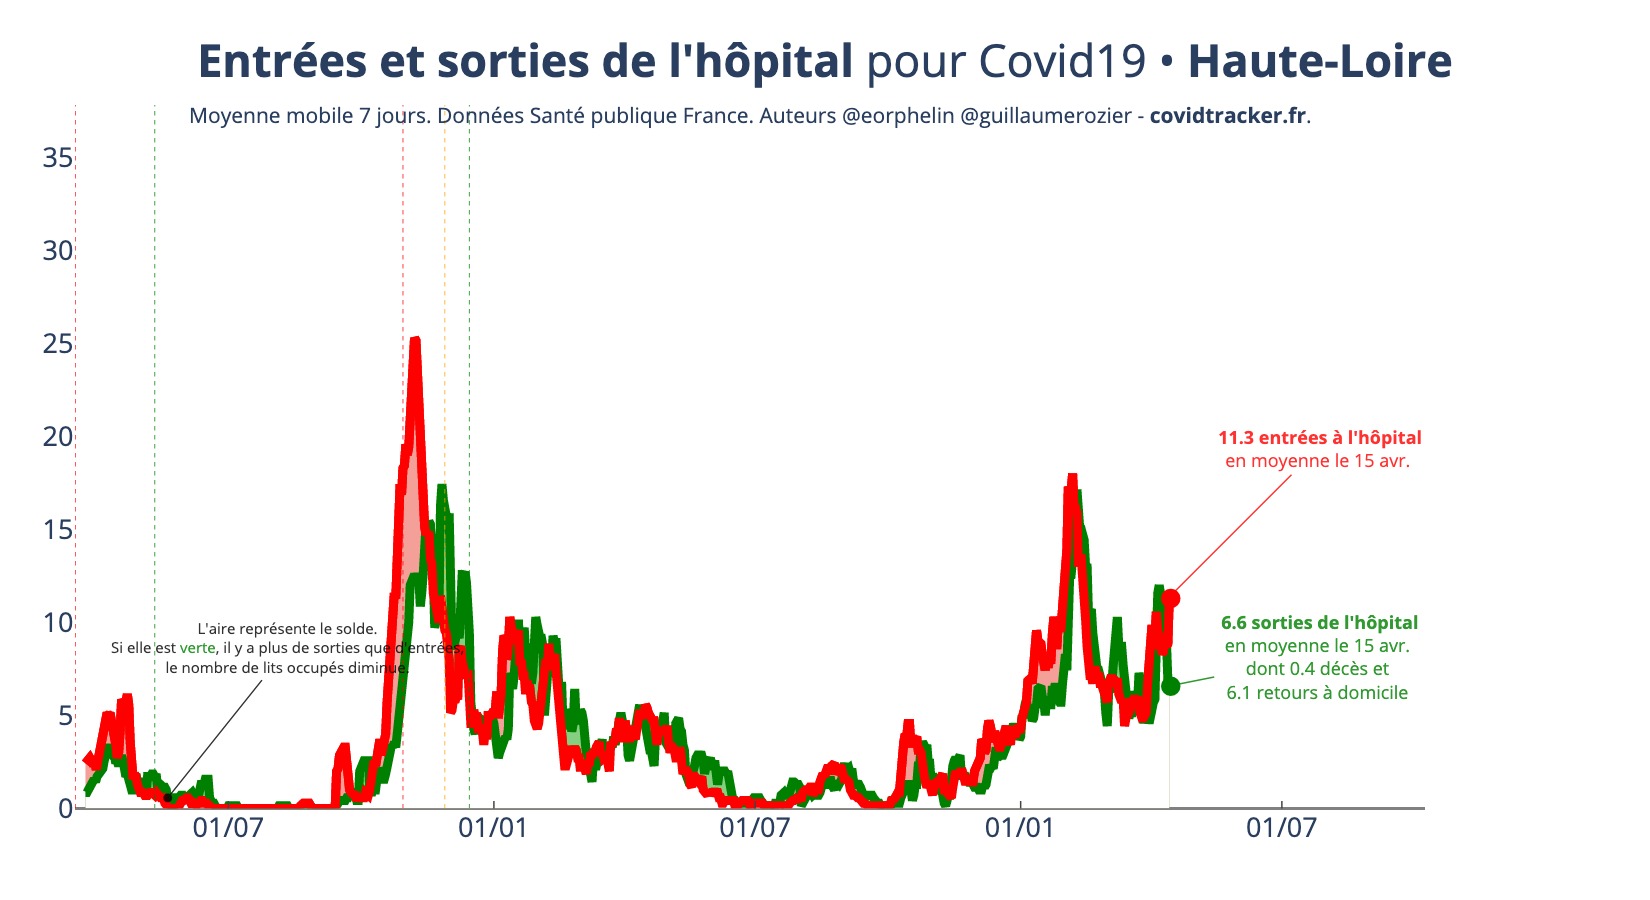 Entrées et sorties de l'hôpital pour Covid19 • Haute-Loire
Moyenne mobile 7 jours. Données Santé publique France. Auteurs @eorphelin @guillaumerozier - covidtracker.fr.
35
30
25
20
15
10
5
0
L'aire représente le solde.
Si elle est verte, il y a plus de sorties que d'entrées,
le nombre de lits occupés diminue.
11.3 entrées à l'hôpital
en moyenne le 15 avr.
6.6 sorties de l'hôpital
en moyenne le 15 avr.
dont 0.4 décès et
6.1 retours à domicile
01/07
01/01
01/07
01/01
01/07